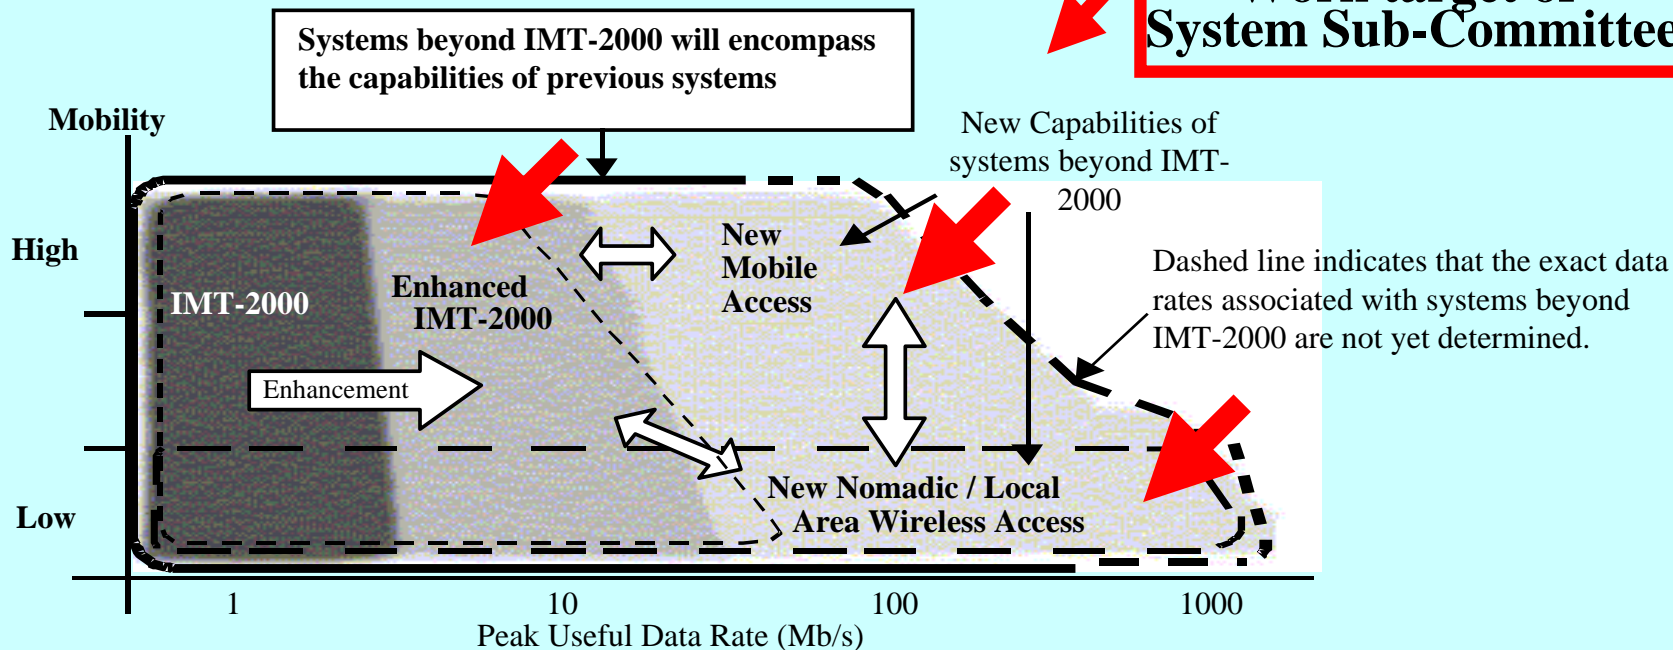 System Sub-Committee
Systems beyond IMT-2000 will encompass
the capabilities of previous systems
Mobility
New Capabilities of
systems beyond IMT-
2000
High
New
Mobile
Access
Dashed line indicates that the exact data
rates associated with systems beyond
IMT-2000 are not yet determined.
IMT-2000
Enhanced
IMT-2000
Enhancement
Low
New Nomadic / Local
Area Wireless Access
1
10
100
1000
Peak Useful Data Rate (Mb/s)